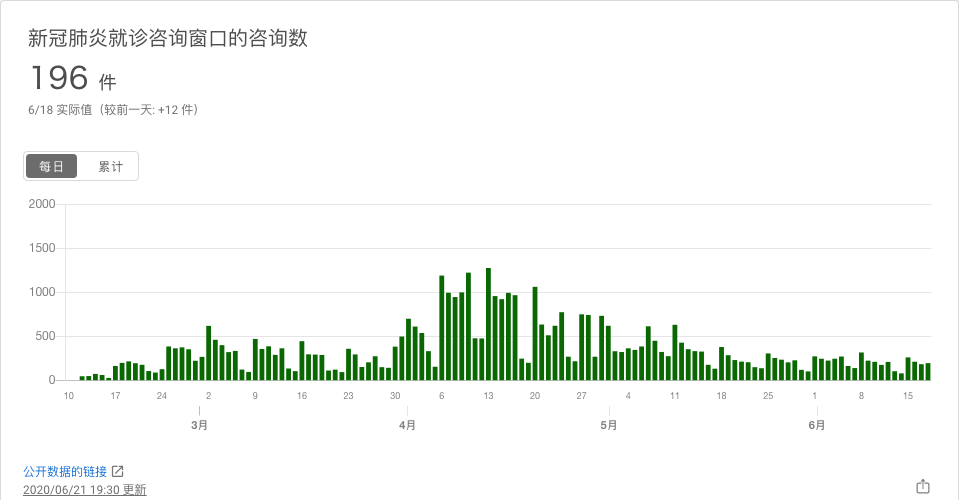 新冠肺炎就诊咨询窗口的咨询数
196 件
6/18 实际值（较前一天: +12 件）
每日 累计
2000
1500
1000
500
0
10 17 24 2 9 16 23 30 6 13 20 27 4 11 18 25 1 8 15
3月 4月 5月 6月
公开数据的链接
2020/06/21 19:30 更新